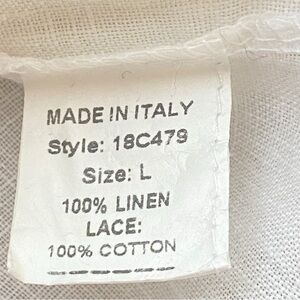 MADE IN ITALY
Style: 18C479
Size: L
100% LINEN
LACE:
100% COTTON